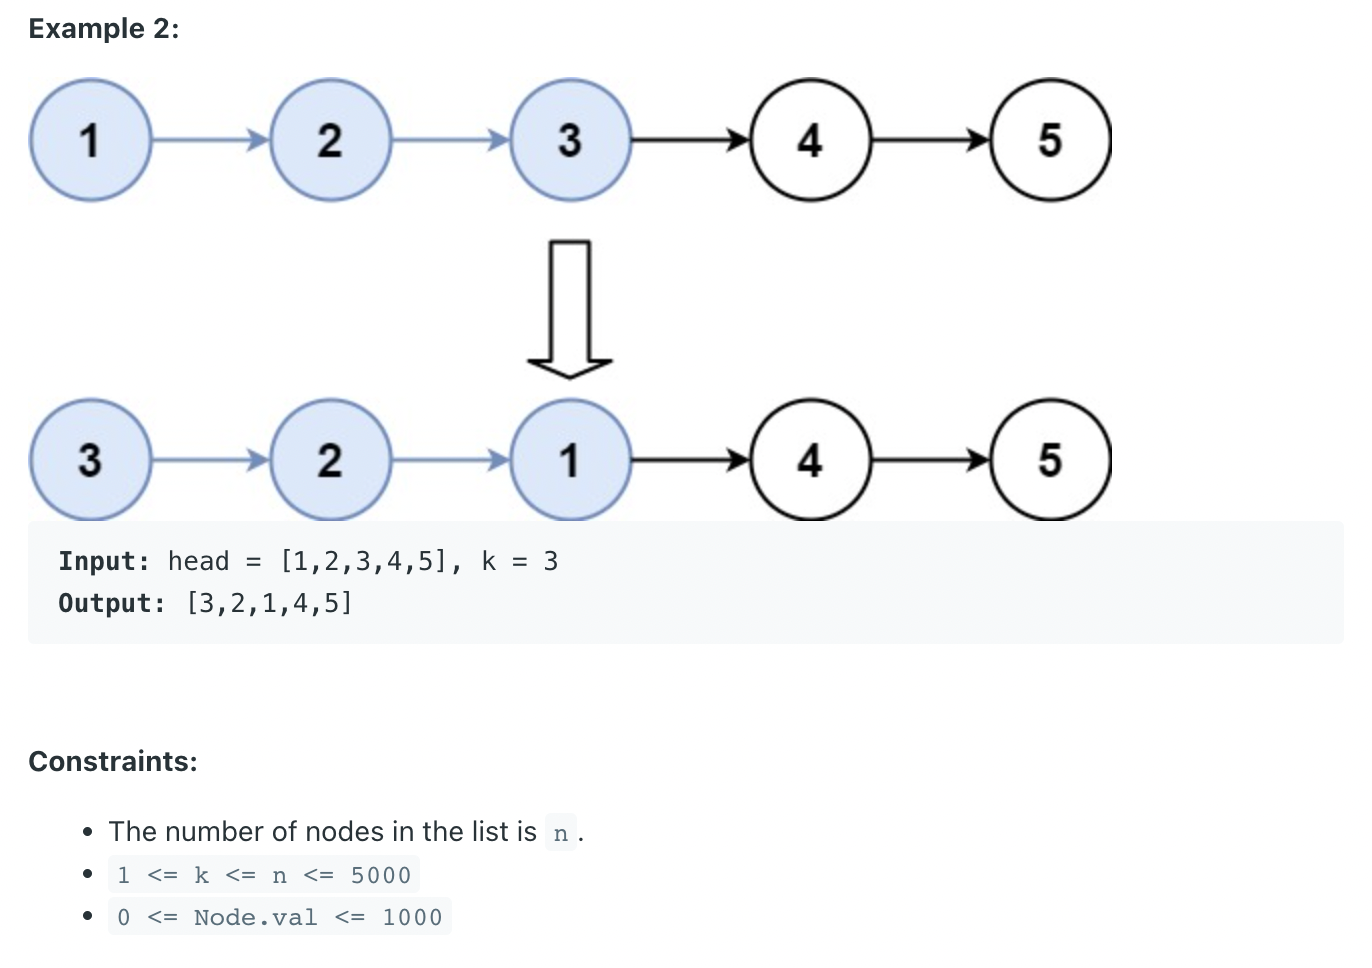 Example 2:
1 2 3 4 5
3 2 1 4 5
Input: head = [1,2,3,4,5], k = 3
Output: [3,2,1,4,5]
Constraints:
• The number of nodes in the list is n.
• 1 <= k <= n <= 5000
• 0 <= Node.val <= 1000